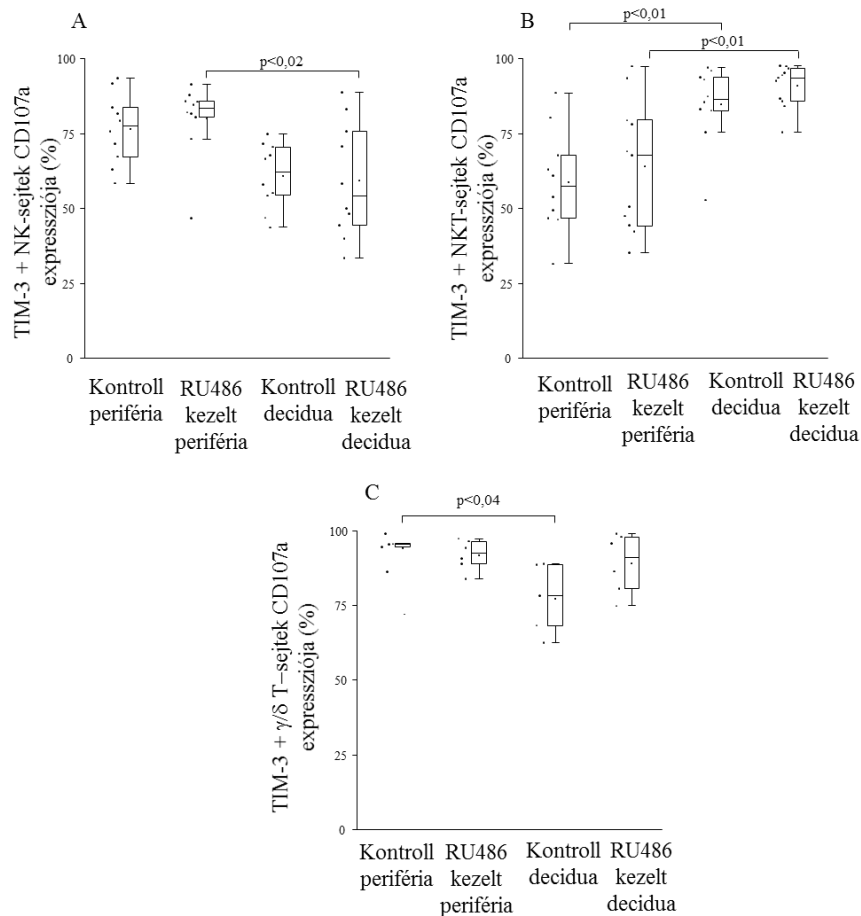 A
p<0,02
TIM-3 + NK-sejtek CD107a
expressziója (%)
100
75
50
25
0
Kontroll
periféria
RU486
kezelt
periféria
Kontroll
decidua
RU486
kezelt
decidua
B
p<0,01
p<0,01
TIM-3 + NKT-sejtek CD107a
expressziója (%)
100
75
50
25
0
Kontroll
periféria
RU486
kezelt
periféria
Kontroll
decidua
RU486
kezelt
decidua
C
p<0,04
TIM-3 + γ/δ T–sejtek CD107a
expressziója (%)
100
75
50
25
0
Kontroll
periféria
RU486
kezelt
periféria
Kontroll
decidua
RU486
kezelt
decidua